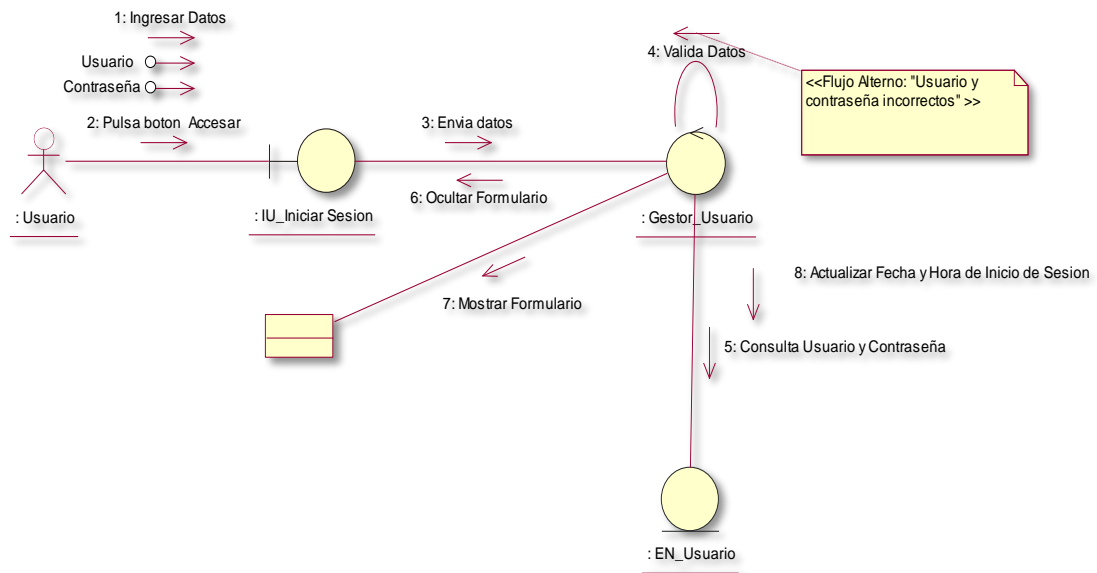 1: Ingresar Datos
Usuario
Contraseña
2: Pulsa boton Accesar
3: Envia datos
4: Valida Datos
<<Flujo Alterno: "Usuario y
contraseña incorrectos" >>
6: Ocultar Formulario
: Usuario
: IU_Iniciar Sesion
: Gestor_Usuario
7: Mostrar Formulario
8: Actualizar Fecha y Hora de Inicio de Sesion
5: Consulta Usuario y Contraseña
: EN_Usuario